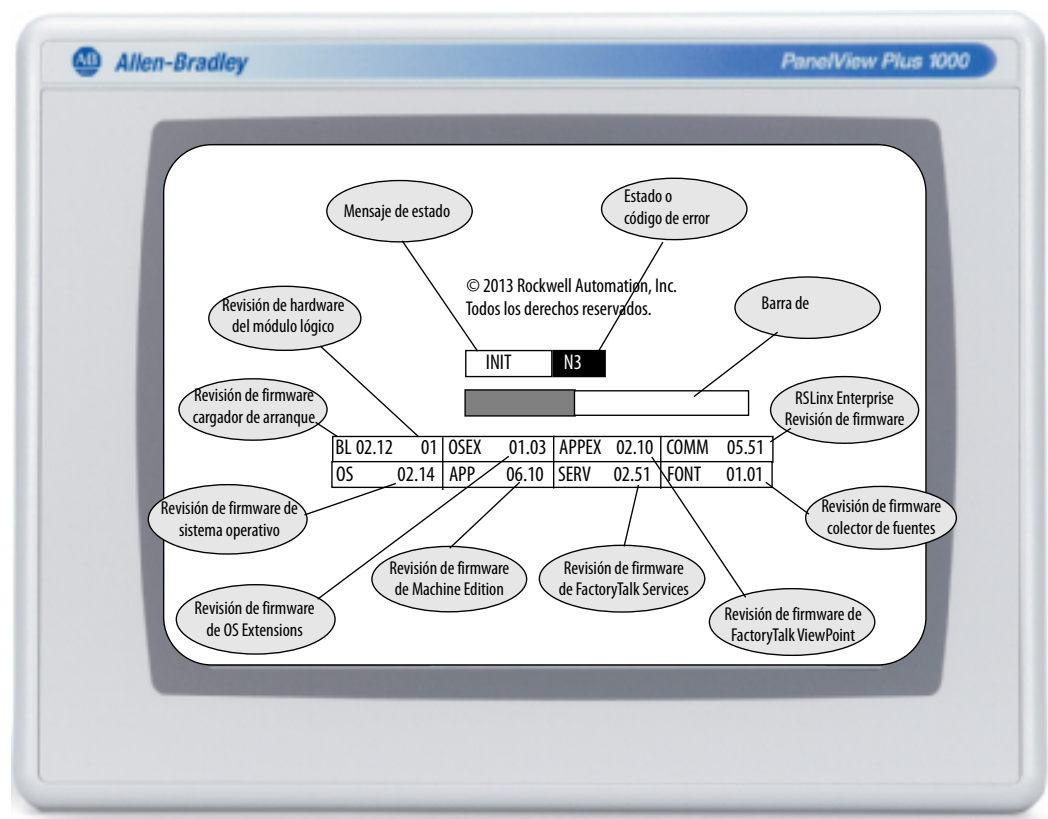 AB Allen-Bradley
PanelView Plus 1000
Mensaje de estado
Estado o
código de error
© 2013 Rockwell Automation, Inc.
Todos los derechos reservados.
Revisión de hardware
del módulo lógico
Barra de
INIT N3
Revisión de firmware
cargador de arranque
RSLinx Enterprise
Revisión de firmware
BL 02.12 01 OSEX 01.03 APPEX 02.10 COMM 05.51
OS 02.14 APP 06.10 SERV 02.51 FONT 01.01
Revisión de firmware de
sistema operativo
Revisión de firmware
colector de fuentes
Revisión de firmware
de Machine Edition
Revisión de firmware
de FactoryTalk Services
Revisión de firmware
de OS Extensions
Revisión de firmware de
FactoryTalk ViewPoint